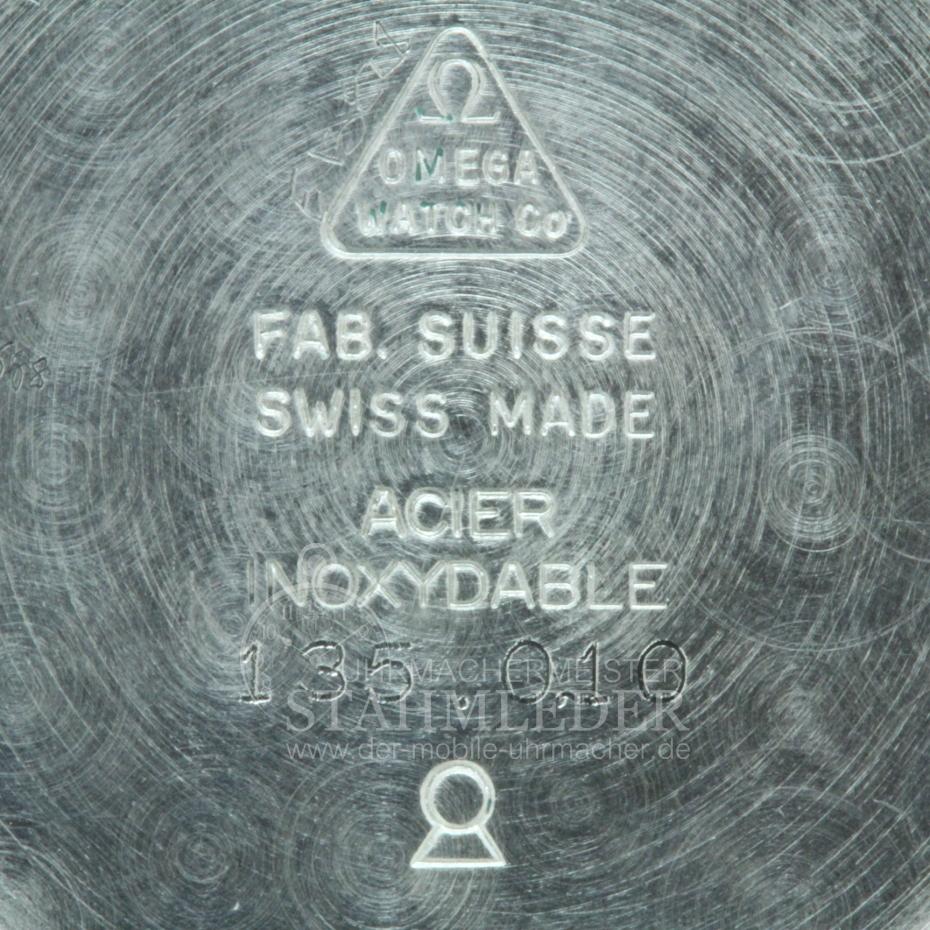 Ω
OMEGA
WATCH Co
FAB. SUISSE
SWISS MADE
ACIER
INOXYDABLE
135.010
UHRMACHERMEISTER
STAHMLEDER
www.der-mobile-uhrmacher.de